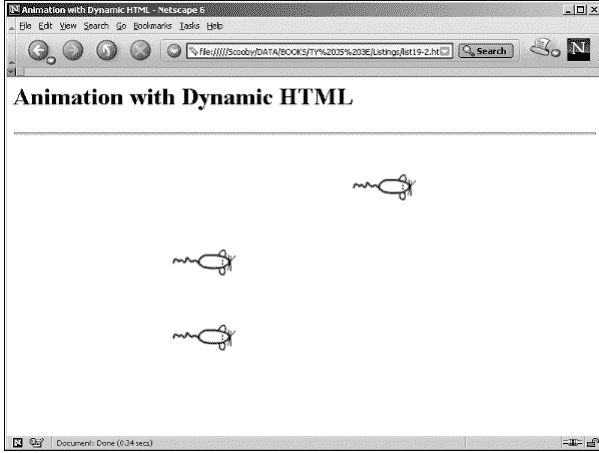 Animation with Dynamic HTML - Netscape 6
File Edit View Search Go Bookmarks Tasks Help
file://///Scooby/DATA/BOOKS/TY%20JS%203E/Listings/list19-2.ht
Search
N
Animation with Dynamic HTML
Document: Done (0.34 secs)